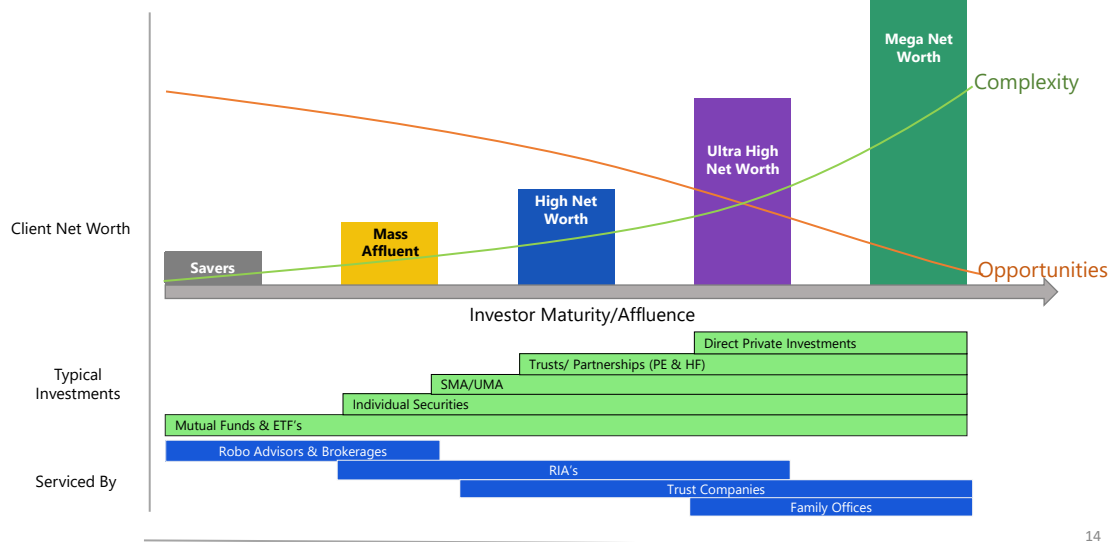 Mega Net
Worth
Complexity
Ultra High
Net Worth
High Net
Worth
Client Net Worth
Mass
Affluent
Savers
Opportunities
Investor Maturity/Affluence
Direct Private Investments
Trusts/ Partnerships (PE & HF)
Typical
Investments
SMA/UMA
Individual Securities
Mutual Funds & ETF's
Robo Advisors & Brokerages
RIA's
Serviced By
Trust Companies
Family Offices
14